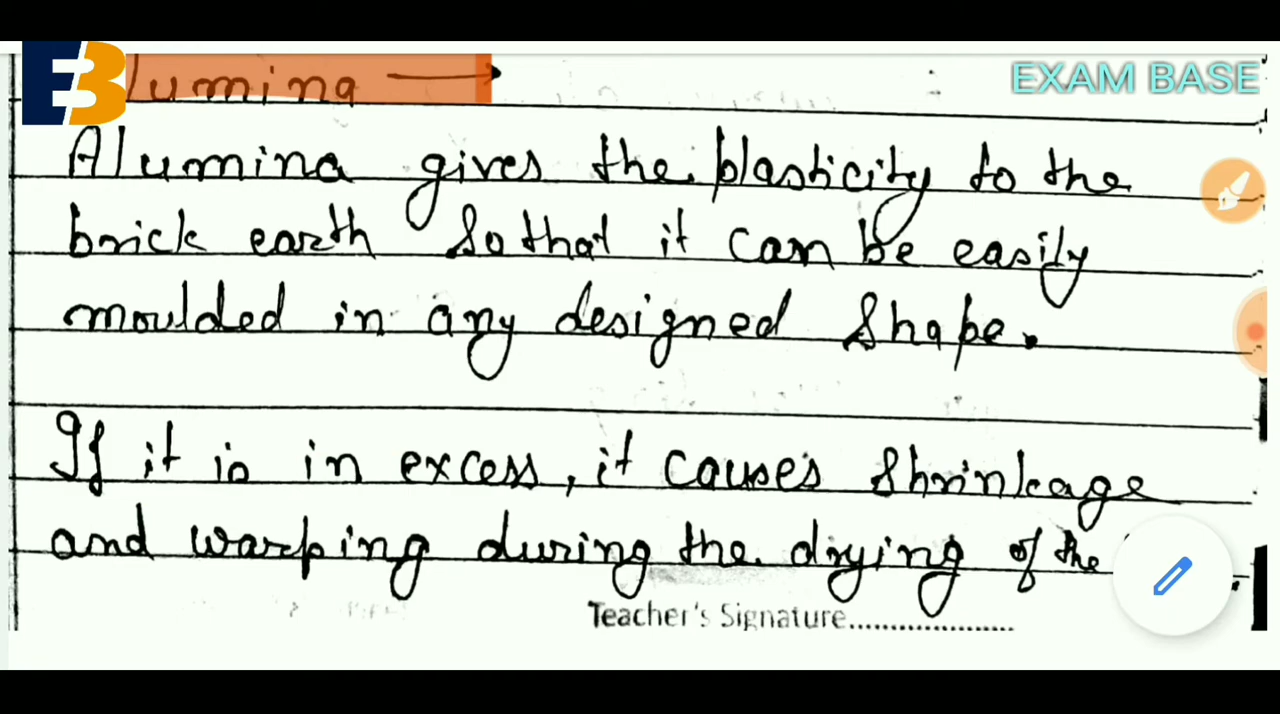 lumina →
EXAM BASE
Alumina gives the plasticity to the
brick earth so that it can be easily
moulded in any designed shape.
If it is in excess, it causes shrinkage
and warping during the drying of the
Teacher's Signature.....................